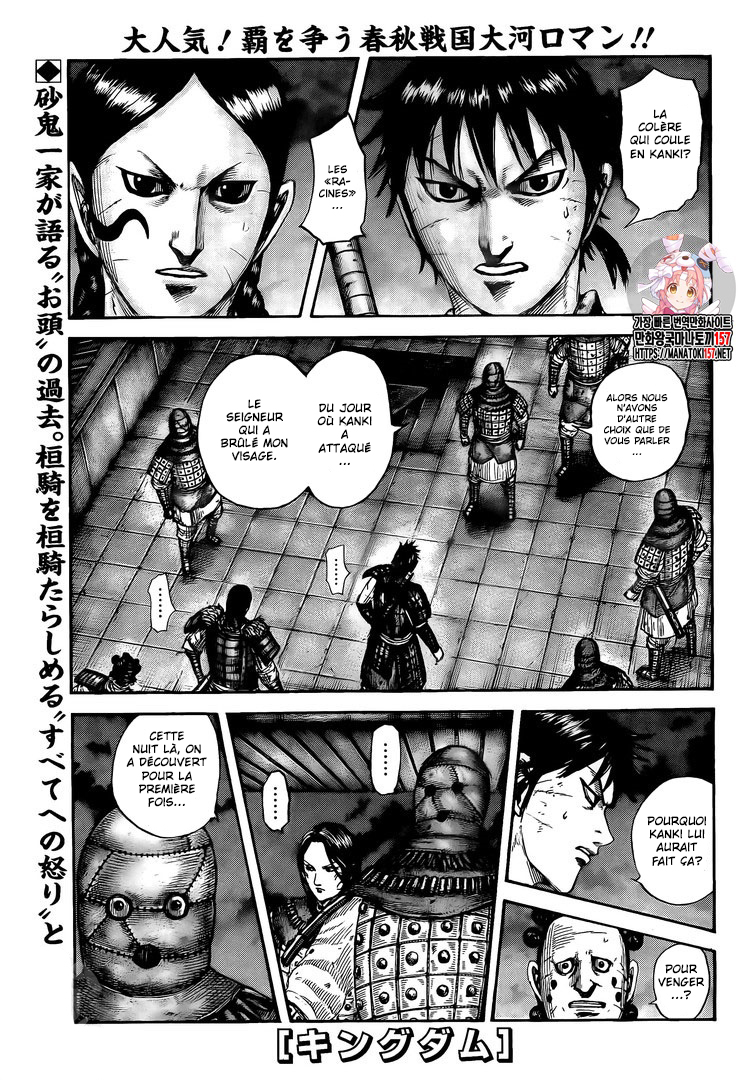 大人気!覇を争う春秋戦国大河ロマン!!
◆砂鬼一家が語る〝お頭〟の過去。桓騎を桓騎たらしめる〝すべてへの怒り〟と
LA
COLÈRE
QUI COULE
EN KANKI?
LES
«RA-
CINES»
...
가장 빠른 번역만화사이트
만화왕국마나토끼157
HTTPS://MANATOKI157.NET
ALORS NOUS
N'AVONS
D'AUTRE
CHOIX QUE DE
VOUS PARLER
...
DU JOUR
OÙ KANKI
A
ATTAQUÉ
...
LE
SEIGNEUR
QUI A
BRÛLÉ MON
VISAGE.
......
......
POURQUOI
KANKI LUI
AURAIT
FAIT ÇA?
POUR
VENGER
...?
......
......
CETTE
NUIT LÀ, ON
A DÉCOUVERT
POUR LA
PREMIÈRE
FOIS...
[キングダム]